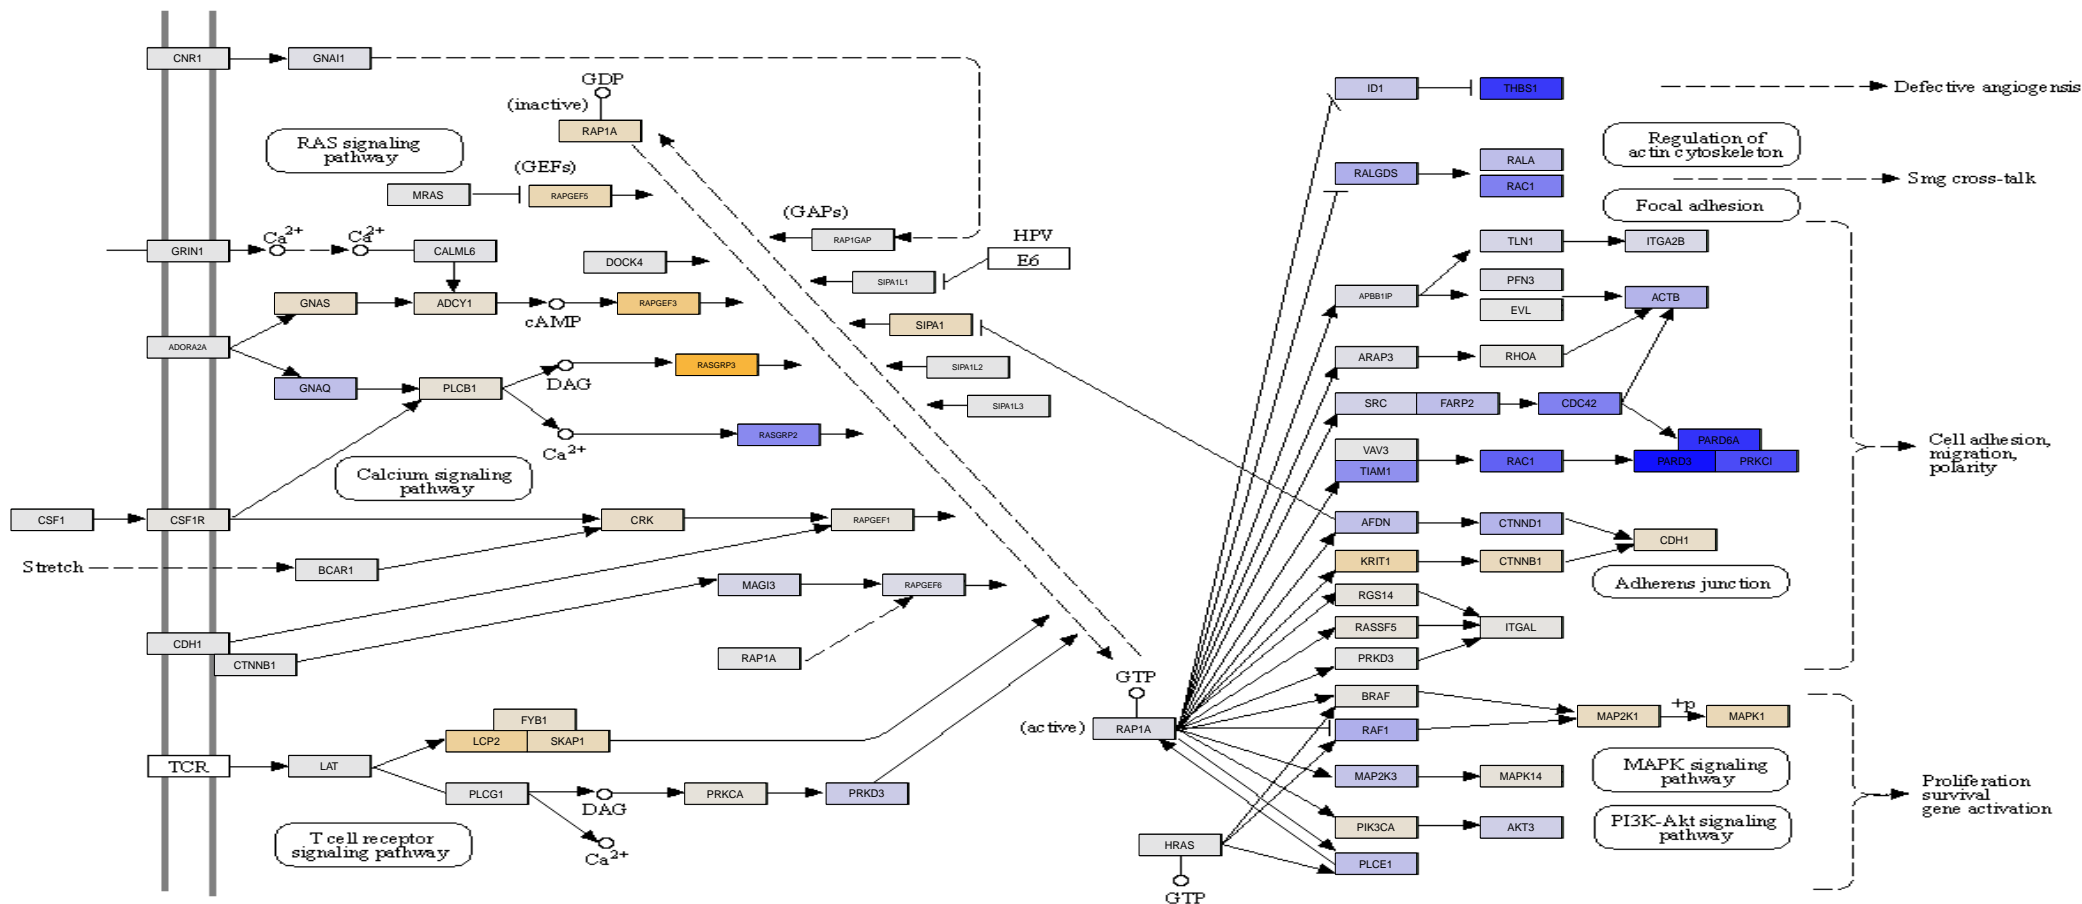 CNR1
GNAI1
GDP
(inactive)
RAP1A
RAS signaling
pathway
(GEFs)
MRAS
RAPGEF5
(GAPs)
RAP1GAP
HPV
E6
GRIN1
Ca2+
Ca2+
CALML6
DOCK4
SIPA1L1
GNAS
ADCY1
cAMP
RAPGEF3
SIPA1
ADORA2A
GNAQ
PLCB1
DAG
RASGRP3
SIPA1L2
SIPA1L3
Ca2+
RASGRP2
Calcium signaling
pathway
CSF1
CSF1R
CRK
RAPGEF1
Stretch
BCAR1
MAGI3
RAPGEF6
CDH1
CTNNB1
RAP1A
FYB1
LCP2
SKAP1
TCR
LAT
PLCG1
DAG
PRKCA
PRKD3
Ca2+
T cell receptor
signaling pathway
GTP
(active)
RAP1A
HRAS
GTP
ID1
THBS1
Defective angiogensis
RALGDS
RALA
RAC1
Regulation of
actin cytoskeleton
Smg cross-talk
Focal adhesion
TLN1
ITGA2B
APBB1IP
PFN3
EVL
ACTB
ARAP3
RHOA
SRC
FARP2
CDC42
VAV3
TIAM1
RAC1
PARD6A
PARD3
PRKCI
Cell adhesion,
migration,
polarity
AFDN
CTNND1
CDH1
KRIT1
CTNNB1
Adherens junction
RGS14
RASSF5
ITGAL
PRKD3
BRAF
RAF1
MAP2K1
+p
MAPK1
MAP2K3
MAPK14
MAPK signaling
pathway
PIK3CA
AKT3
PI3K-Akt signaling
pathway
PLCE1
Proliferation
survival
gene activation